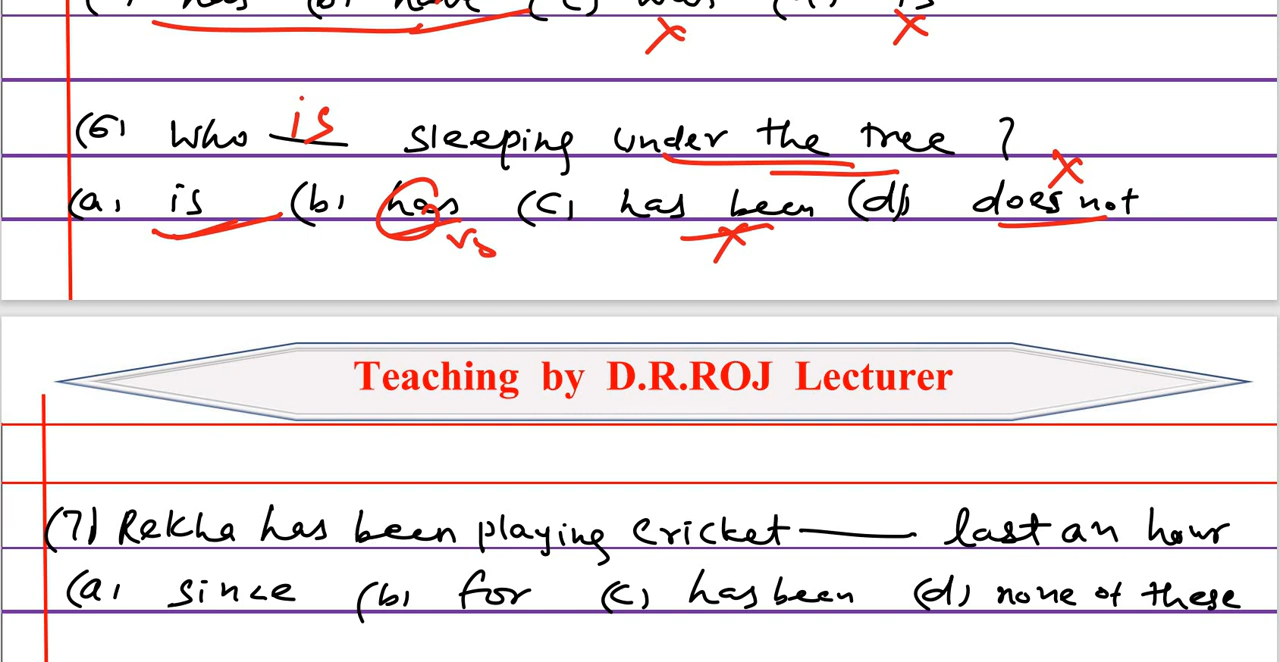 (6) Who is sleeping under the tree ?
(a) is (b) has (c) has been (d) does not
Teaching by D.R.ROJ Lecturer
(7) Rekha has been playing cricket —— last an hour
(a) since (b) for (c) has been (d) none of these